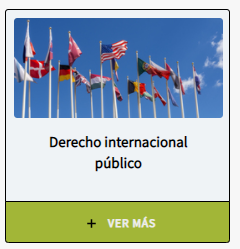 Derecho internacional
público
+ VER MÁS